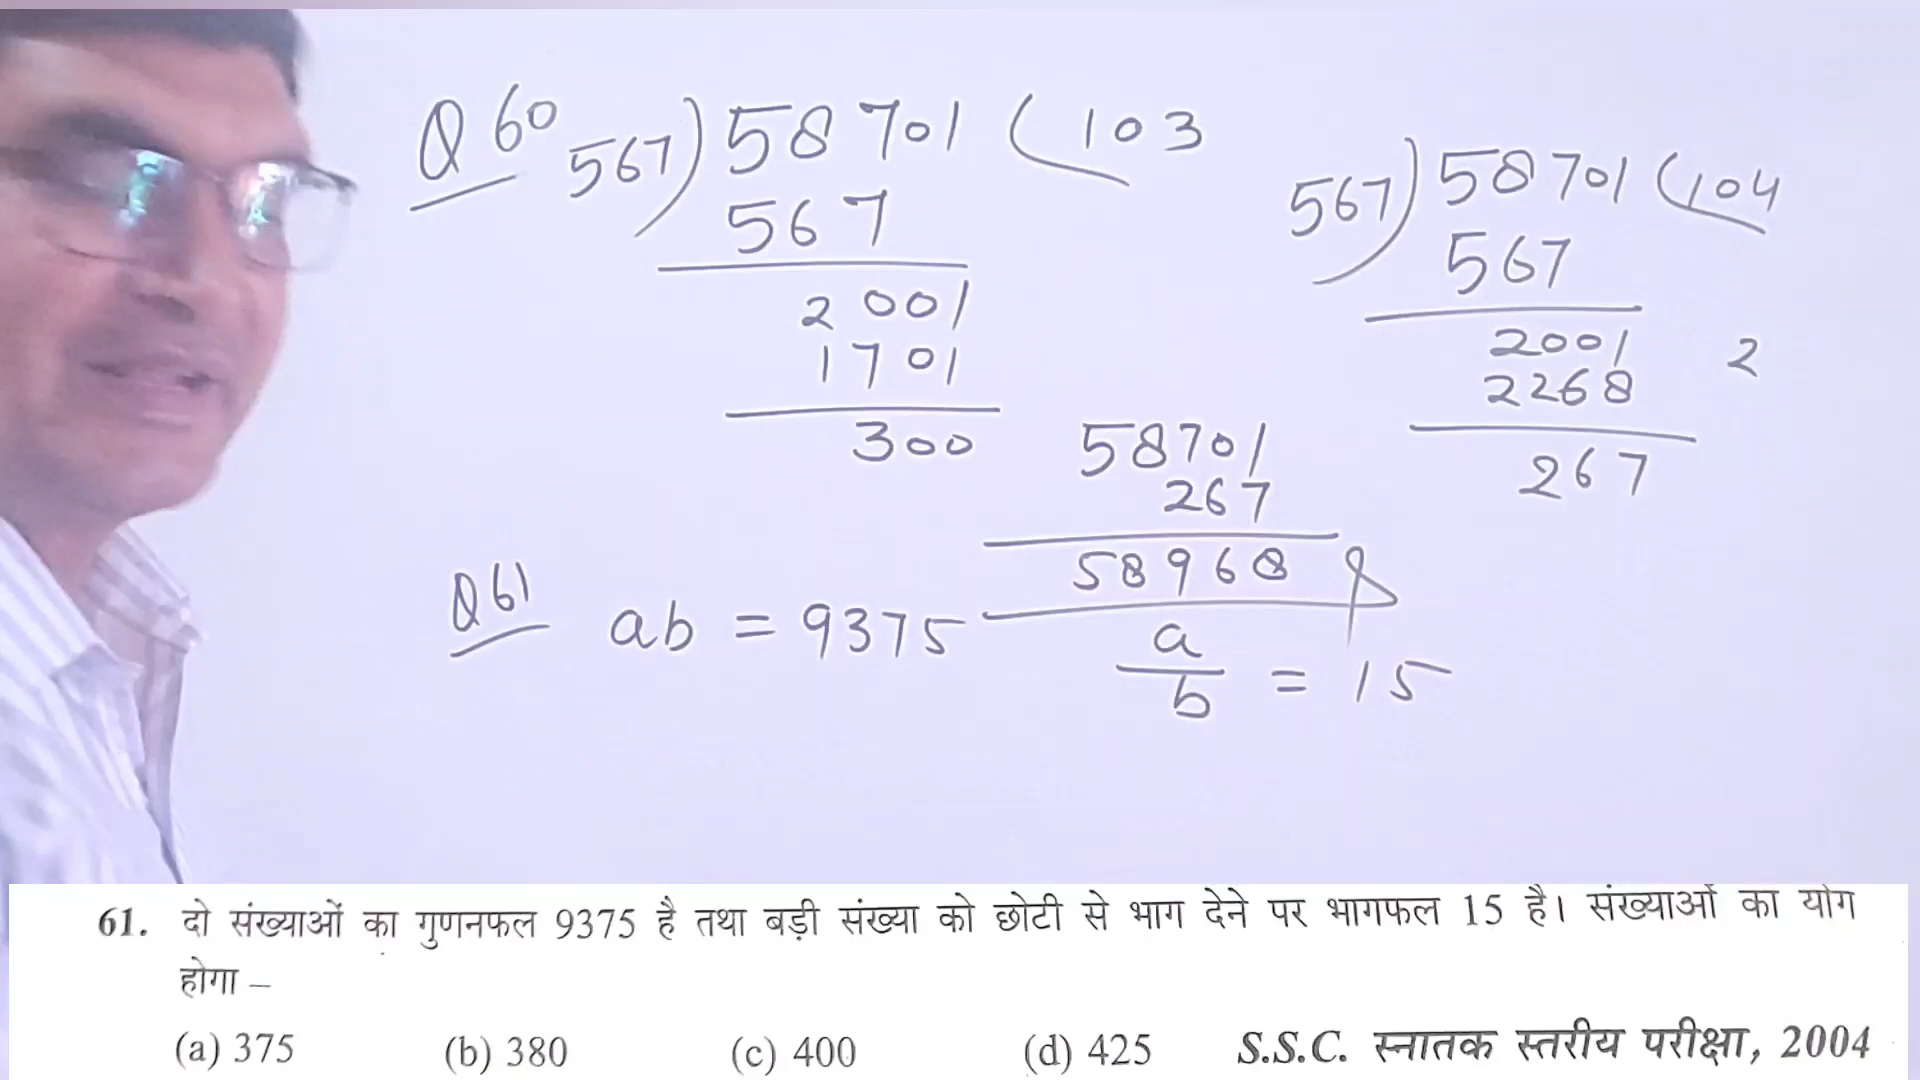 Q 60
567) 58701 (103
567
2001
1701
300
567) 58701 (104
567
2001 2
2268
267
58701
267
58968
Q 61
ab = 9375
a/b = 15
61. दो संख्याओं का गुणनफल 9375 है तथा बड़ी संख्या को छोटी से भाग देने पर भागफल 15 है। संख्याओं का योग
होगा –
(a) 375 (b) 380 (c) 400 (d) 425 S.S.C. स्नातक स्तरीय परीक्षा, 2004